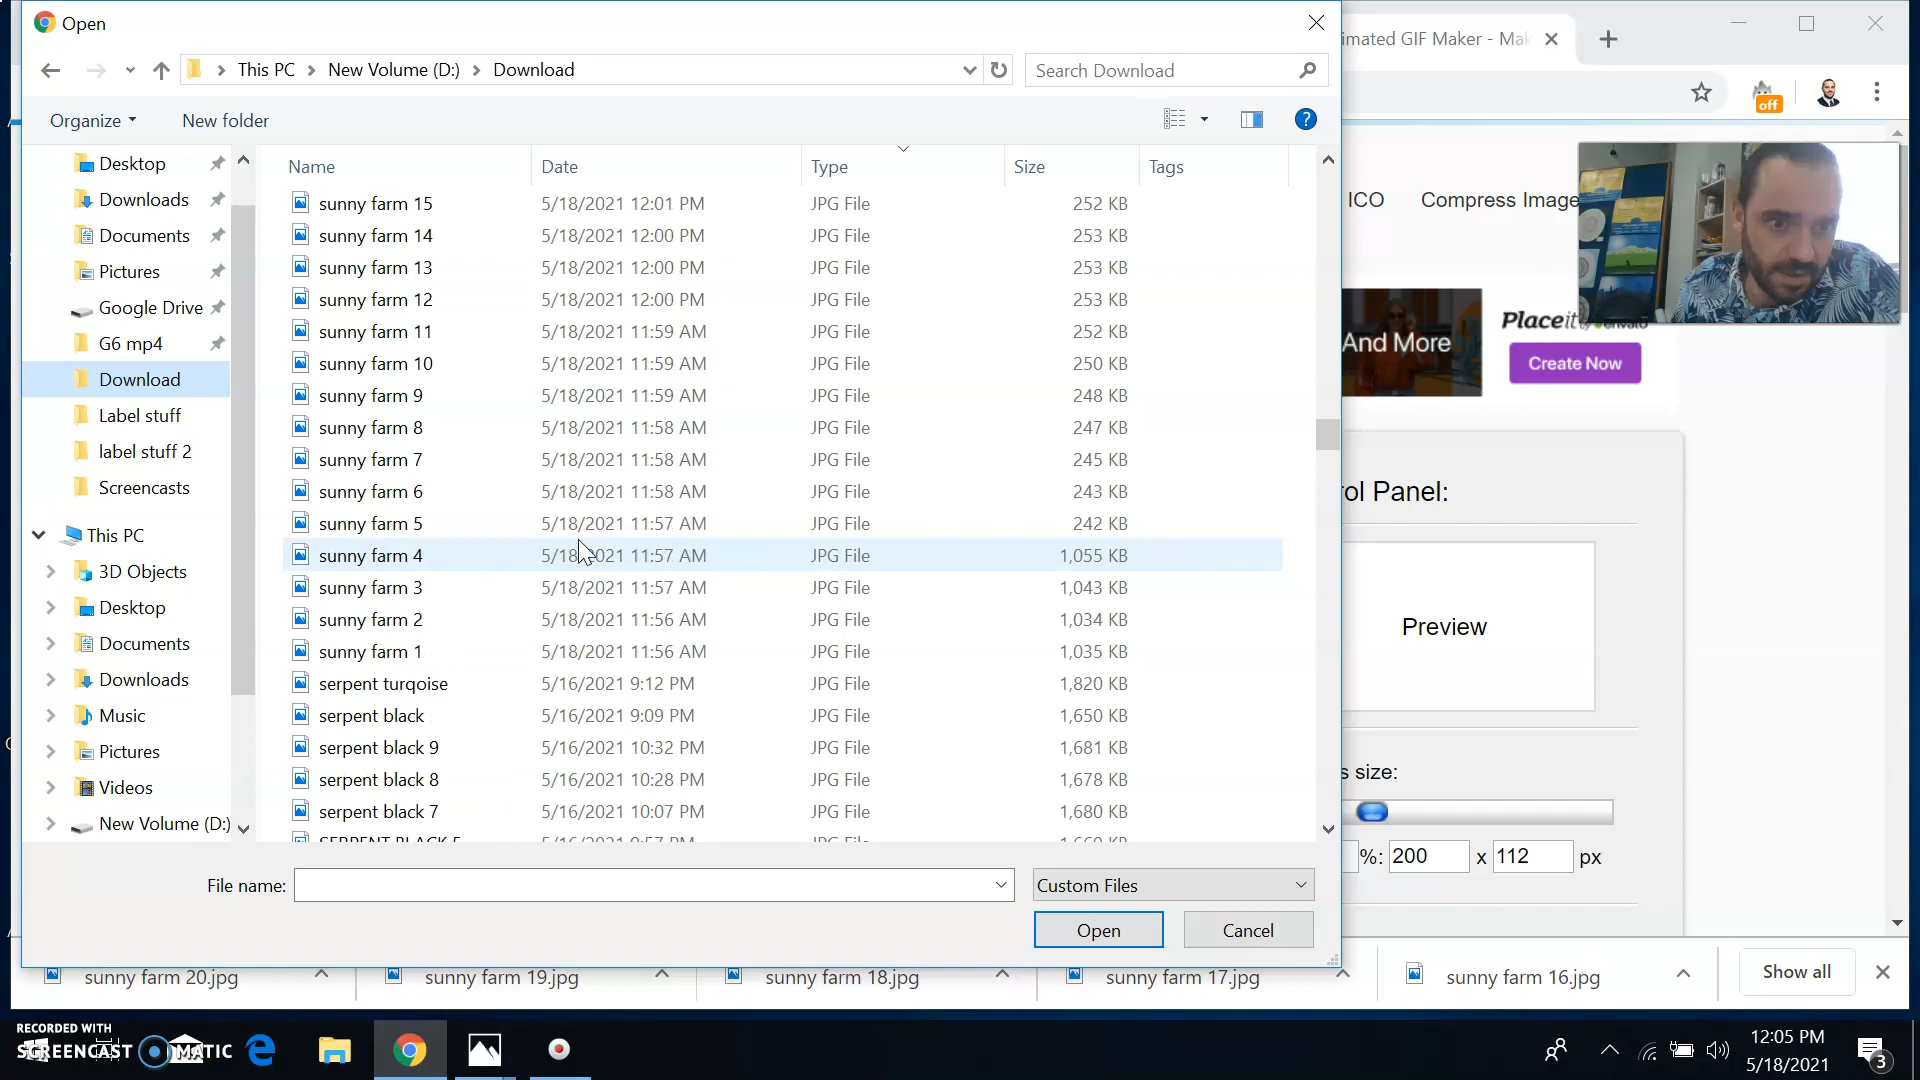 Open
This PC > New Volume (D:) > Download
Search Download
Organize
New folder
Name Date Type Size Tags
sunny farm 15 5/18/2021 12:01 PM JPG File 252 KB
sunny farm 14 5/18/2021 12:00 PM JPG File 253 KB
sunny farm 13 5/18/2021 12:00 PM JPG File 253 KB
sunny farm 12 5/18/2021 12:00 PM JPG File 253 KB
sunny farm 11 5/18/2021 11:59 AM JPG File 252 KB
sunny farm 10 5/18/2021 11:59 AM JPG File 250 KB
sunny farm 9 5/18/2021 11:59 AM JPG File 248 KB
sunny farm 8 5/18/2021 11:58 AM JPG File 247 KB
sunny farm 7 5/18/2021 11:58 AM JPG File 245 KB
sunny farm 6 5/18/2021 11:58 AM JPG File 243 KB
sunny farm 5 5/18/2021 11:57 AM JPG File 242 KB
sunny farm 4 5/18/2021 11:57 AM JPG File 1,055 KB
sunny farm 3 5/18/2021 11:57 AM JPG File 1,043 KB
sunny farm 2 5/18/2021 11:56 AM JPG File 1,034 KB
sunny farm 1 5/18/2021 11:56 AM JPG File 1,035 KB
serpent turqoise 5/16/2021 9:12 PM JPG File 1,820 KB
serpent black 5/16/2021 9:09 PM JPG File 1,650 KB
serpent black 9 5/16/2021 10:32 PM JPG File 1,681 KB
serpent black 8 5/16/2021 10:28 PM JPG File 1,678 KB
serpent black 7 5/16/2021 10:07 PM JPG File 1,680 KB
Desktop
Downloads
Documents
Pictures
Google Drive
G6 mp4
Download
Label stuff
label stuff 2
Screencasts
This PC
3D Objects
Desktop
Documents
Downloads
Music
Pictures
Videos
New Volume (D:)
File name:
Custom Files
Open
Cancel
imated GIF Maker - Mak
off
ICO Compress Image
And More
Placeit
by envato
Create Now
rol Panel:
Preview
s size:
%: 200 x 112 px
sunny farm 20.jpg
sunny farm 19.jpg
sunny farm 18.jpg
sunny farm 17.jpg
sunny farm 16.jpg
Show all
RECORDED WITH
SCREENCAST MATIC
12:05 PM
5/18/2021
3